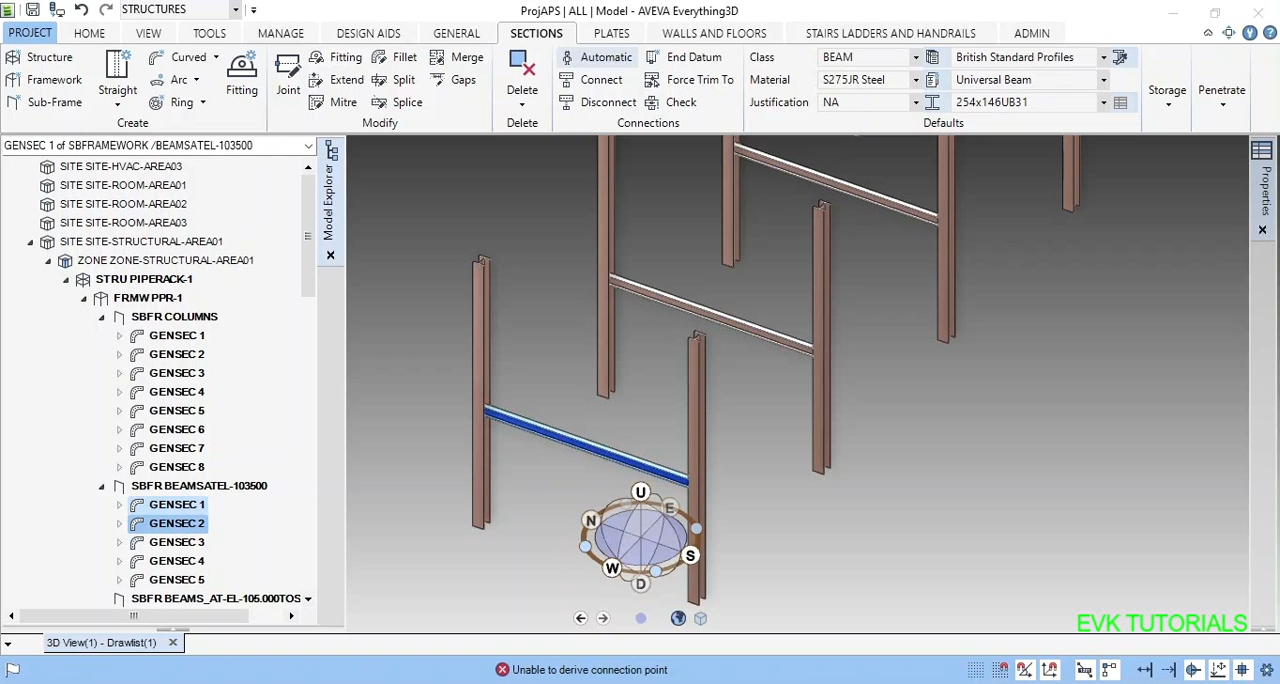 STRUCTURES
ProjAPS | ALL | Model - AVEVA Everything3D
PROJECT HOME VIEW TOOLS MANAGE DESIGN AIDS GENERAL SECTIONS PLATES WALLS AND FLOORS STAIRS LADDERS AND HANDRAILS ADMIN
Structure
Framework
Sub-Frame
Straight
Curved
Arc
Ring
Fitting
Create
Joint
Fitting
Extend
Mitre
Fillet
Split
Splice
Merge
Gaps
Modify
Delete
Delete
Automatic
Connect
Disconnect
End Datum
Force Trim To
Check
Connections
Class BEAM
Material S275JR Steel
Justification NA
British Standard Profiles
Universal Beam
254x146UB31
Defaults
Storage
Penetrate
GENSEC 1 of SBFRAMEWORK /BEAMSATEL-103500
SITE SITE-HVAC-AREA03
SITE SITE-ROOM-AREA01
SITE SITE-ROOM-AREA02
SITE SITE-ROOM-AREA03
SITE SITE-STRUCTURAL-AREA01
ZONE ZONE-STRUCTURAL-AREA01
STRU PIPERACK-1
FRMW PPR-1
SBFR COLUMNS
GENSEC 1
GENSEC 2
GENSEC 3
GENSEC 4
GENSEC 5
GENSEC 6
GENSEC 7
GENSEC 8
SBFR BEAMSATEL-103500
GENSEC 1
GENSEC 2
GENSEC 3
GENSEC 4
GENSEC 5
SBFR BEAMS_AT-EL-105.000TOS
Model Explorer
Properties
U
E
N
S
W
D
EVK TUTORIALS
3D View(1) - Drawlist(1)
Unable to derive connection point